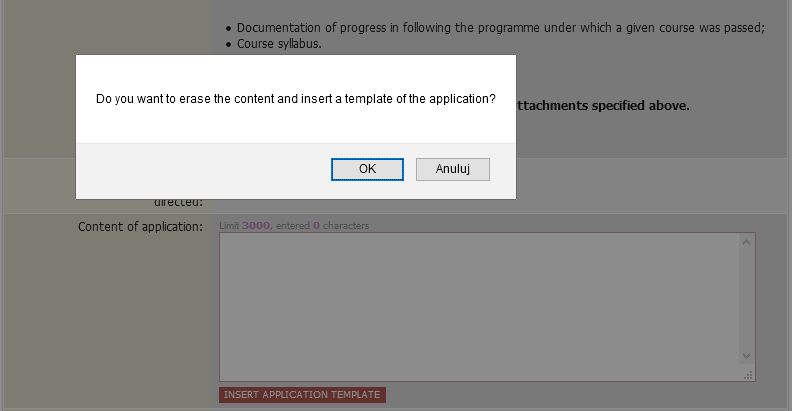 Documentation of progress in following the programme under which a given course was passed;
Course syllabus.
Do you want to erase the content and insert a template of the application?
ttachments specified above.
OK
Anuluj
directed:
Content of application:
Limit 3000, entered 0 characters
INSERT APPLICATION TEMPLATE